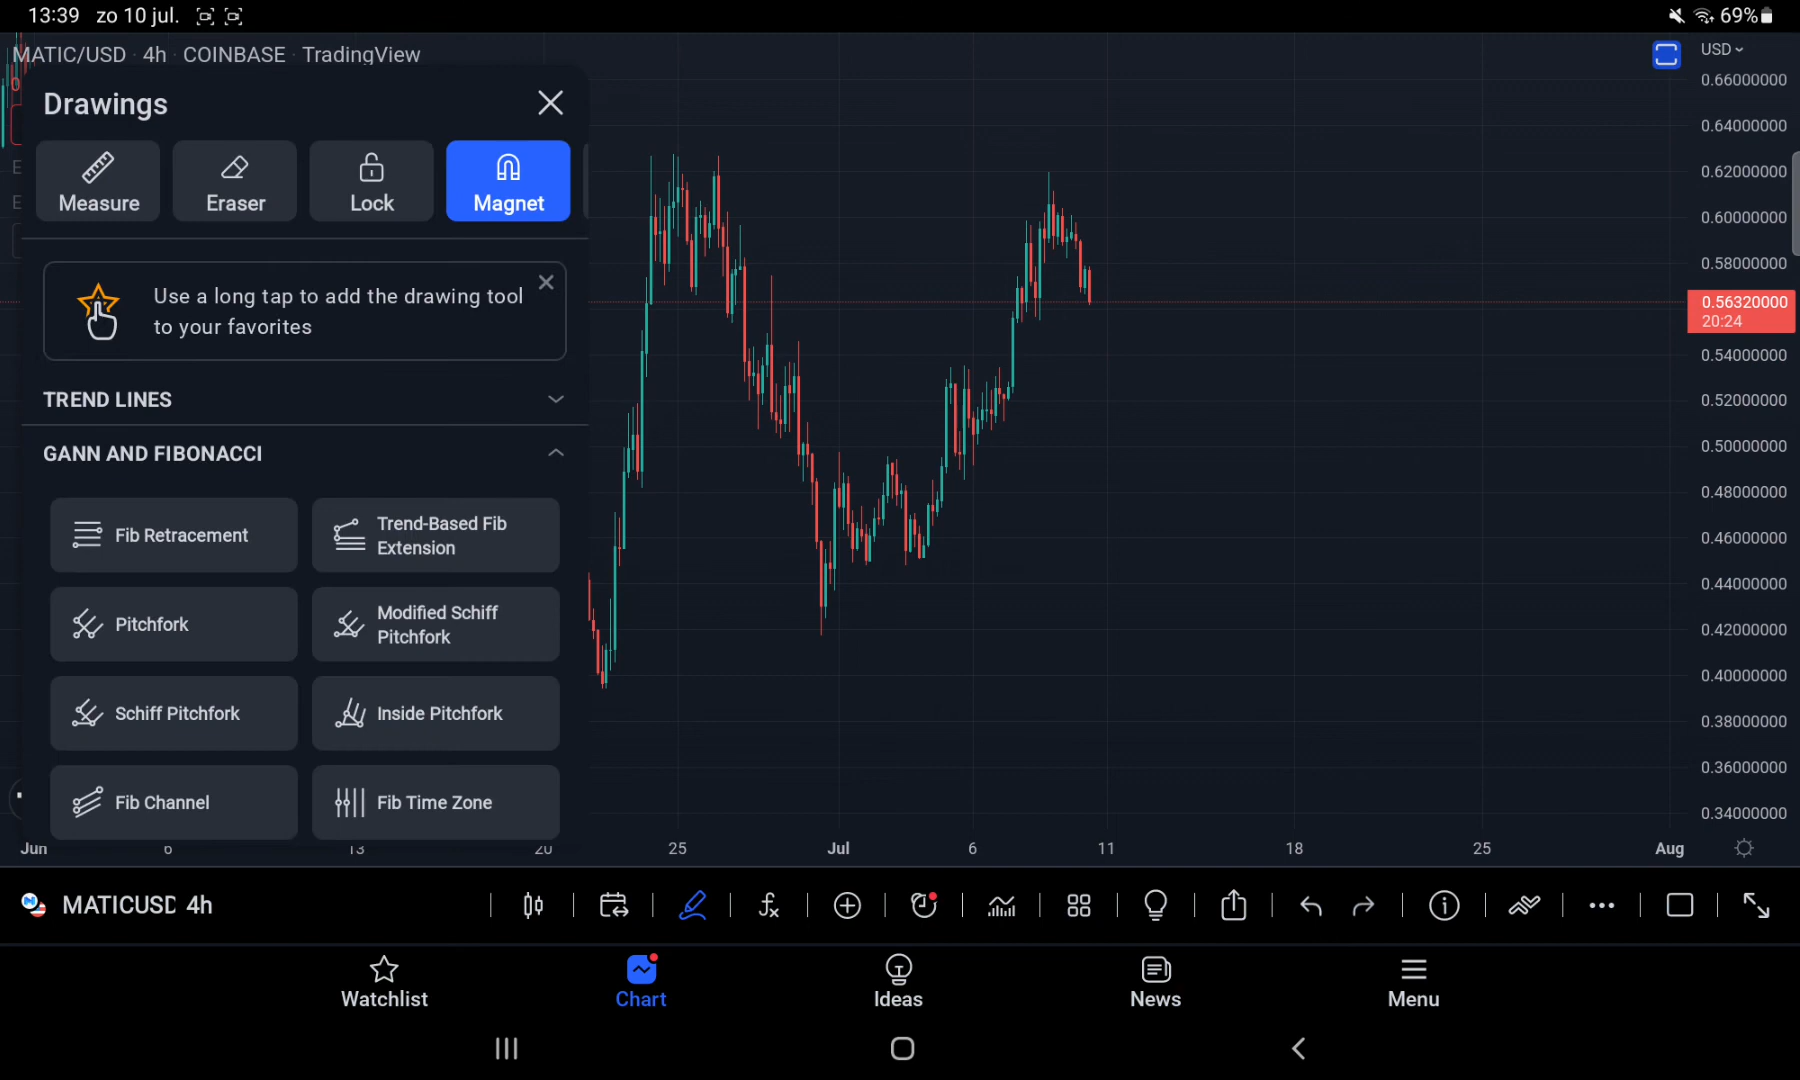 13:39 zo 10 jul. 69%
MATIC/USD · 4h · COINBASE · TradingView
USD
Drawings
Measure
Eraser
Lock
Magnet
Use a long tap to add the drawing tool
to your favorites
TREND LINES
GANN AND FIBONACCI
Fib Retracement
Trend-Based Fib
Extension
Pitchfork
Modified Schiff
Pitchfork
Schiff Pitchfork
Inside Pitchfork
Fib Channel
Fib Time Zone
0.66000000
0.64000000
0.62000000
0.60000000
0.58000000
0.56320000
20:24
0.54000000
0.52000000
0.50000000
0.48000000
0.46000000
0.44000000
0.42000000
0.40000000
0.38000000
0.36000000
0.34000000
Jun 6 13 20 25 Jul 6 11 18 25 Aug
MATICUSD 4h
Watchlist
Chart
Ideas
News
Menu